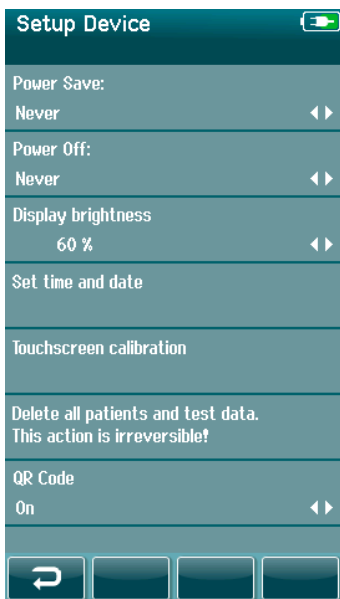 Setup Device
Power Save:
Never
Power Off:
Never
Display brightness
60 %
Set time and date
Touchscreen calibration
Delete all patients and test data.
This action is irreversible!
QR Code
On